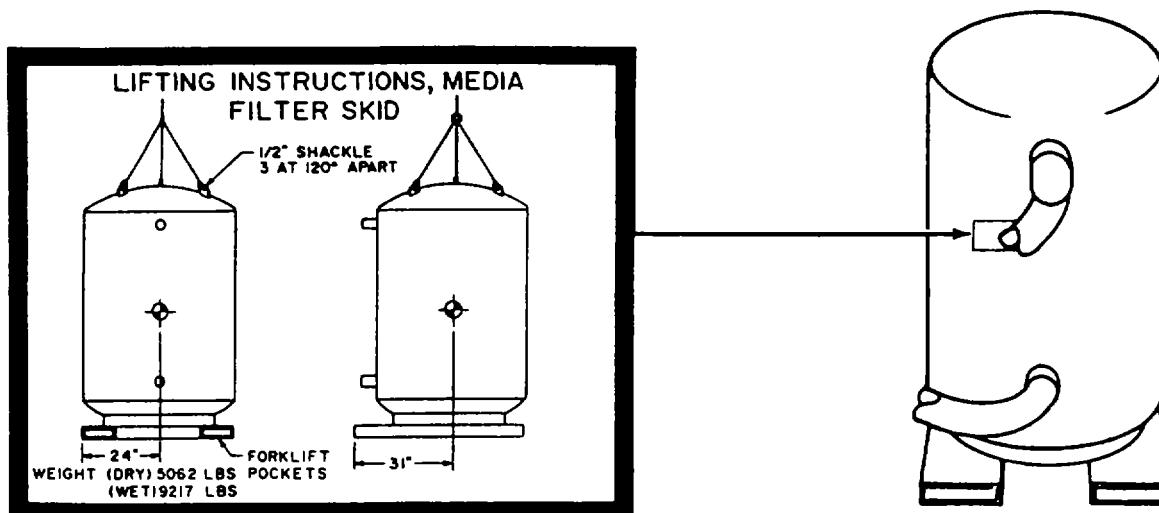 LIFTING INSTRUCTIONS, MEDIA
FILTER SKID
1/2" SHACKLE
3 AT 120° APART
24"
FORKLIFT
POCKETS
WEIGHT (DRY) 5062 LBS
(WET) 9217 LBS
31"